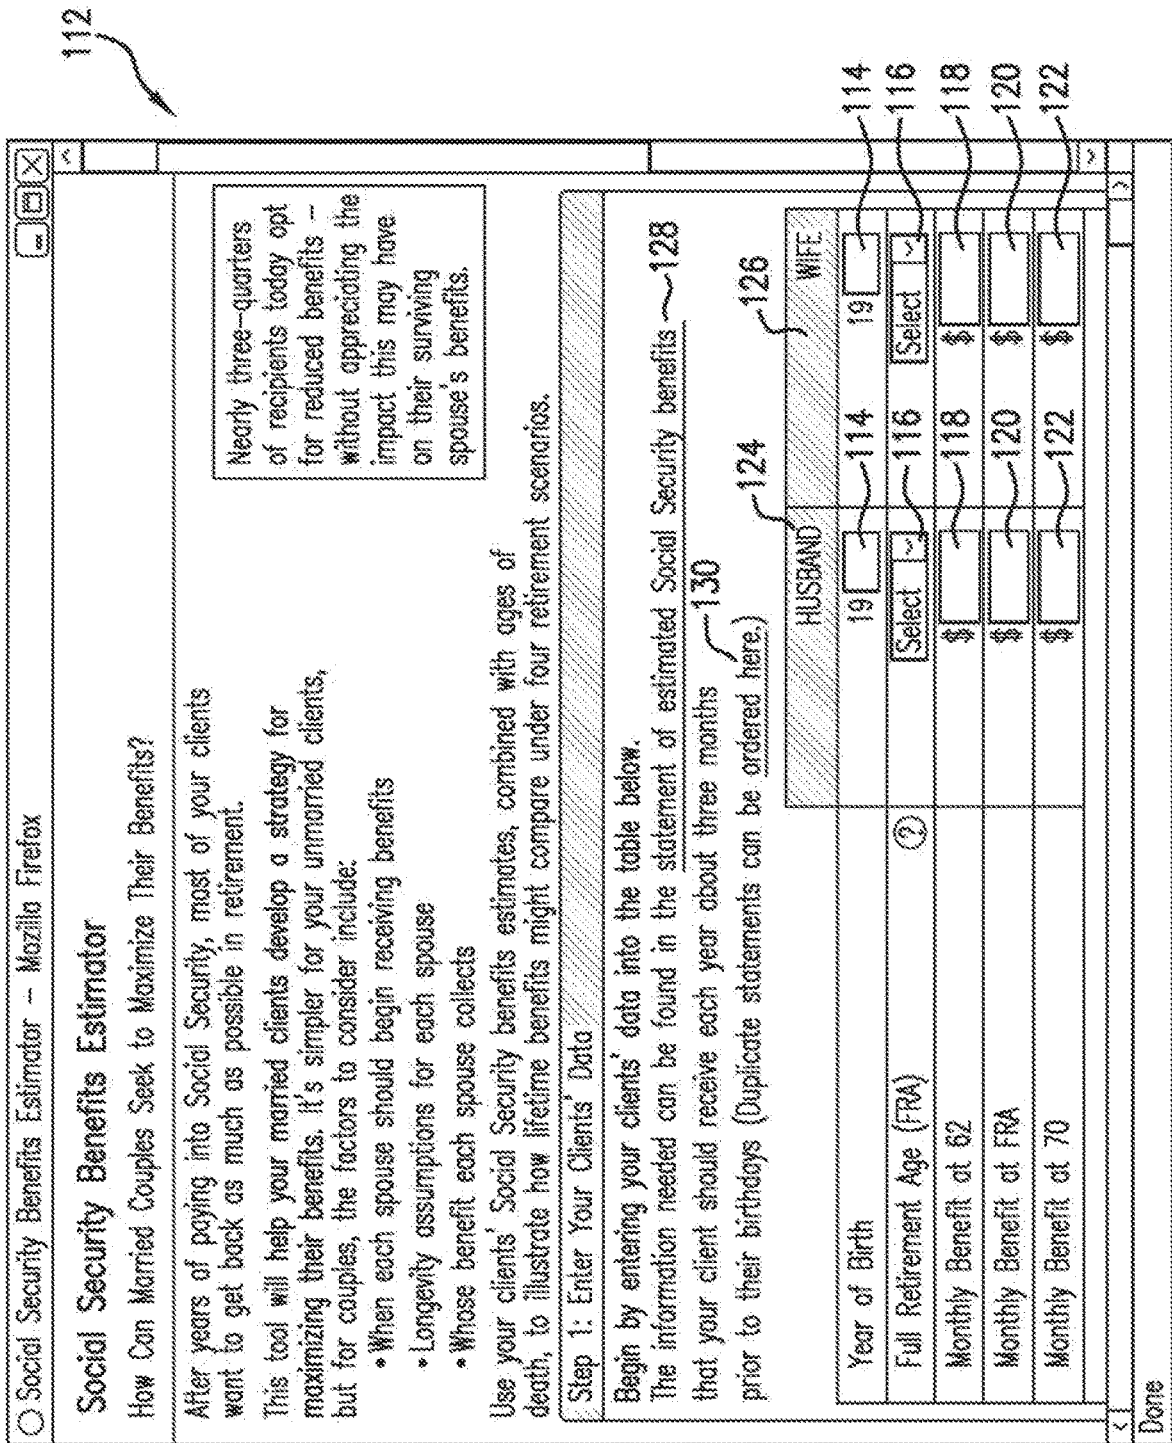 112
Social Security Benefits Estimator – Mozilla Firefox
Social Security Benefits Estimator
How Can Married Couples Seek to Maximize Their Benefits?
After years of paying into Social Security, most of your clients
want to get back as much as possible in retirement.
This tool will help your married clients develop a strategy for
maximizing their benefits. It's simpler for your unmarried clients,
but for couples, the factors to consider include:
• When each spouse should begin receiving benefits
• Longevity assumptions for each spouse
• Whose benefit each spouse collects
Nearly three-quarters
of recipients today opt
for reduced benefits –
without appreciating the
impact this may have
on their surviving
spouse's benefits.
Use your clients' Social Security benefits estimates, combined with ages of
death, to illustrate how lifetime benefits might compare under four retirement scenarios.
Step 1: Enter Your Clients' Data
Begin by entering your clients' data into the table below.
The information needed can be found in the statement of estimated Social Security benefits 128
that your client should receive each year about three months 130
prior to their birthdays (Duplicate statements can be ordered here.)
124 126
HUSBAND WIFE
Year of Birth 19 114 19 114
Full Retirement Age (FRA) ? Select 116 Select 116
Monthly Benefit at 62 $ 118 $ 118
Monthly Benefit at FRA $ 120 $ 120
Monthly Benefit at 70 $ 122 $ 122
Done